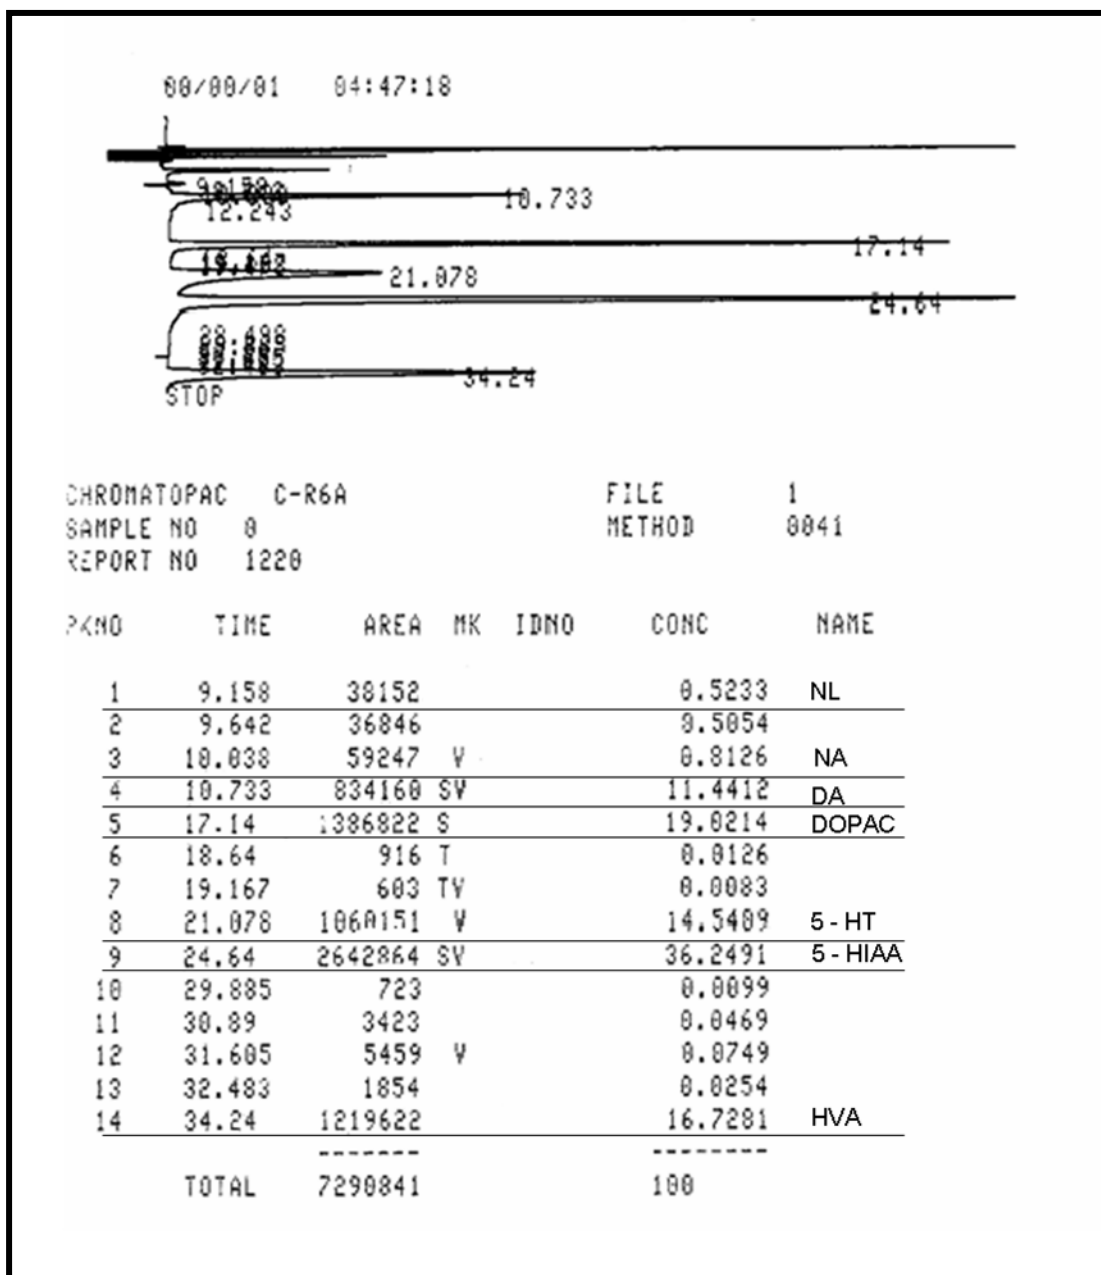 00/00/01 04:47:18
9.158
10.733
12.243
17.14
21.078
24.64
34.24
STOP
CHROMATOPAC C-R6A FILE 1
SAMPLE NO 0 METHOD 0041
REPORT NO 1220
PKNO TIME AREA MK IDNO CONC NAME
1 9.158 38152 0.5233 NL
2 9.642 36846 0.5054
3 10.038 59247 V 0.8126 NA
4 10.733 834160 SV 11.4412 DA
5 17.14 1386822 S 19.0214 DOPAC
6 18.64 916 T 0.0126
7 19.167 603 TV 0.0083
8 21.078 1060151 V 14.5409 5 - HT
9 24.64 2642864 SV 36.2491 5 - HIAA
10 29.885 723 0.0099
11 30.89 3423 0.0469
12 31.605 5459 V 0.0749
13 32.483 1854 0.0254
14 34.24 1219622 16.7281 HVA
------- --------
TOTAL 7290841 100